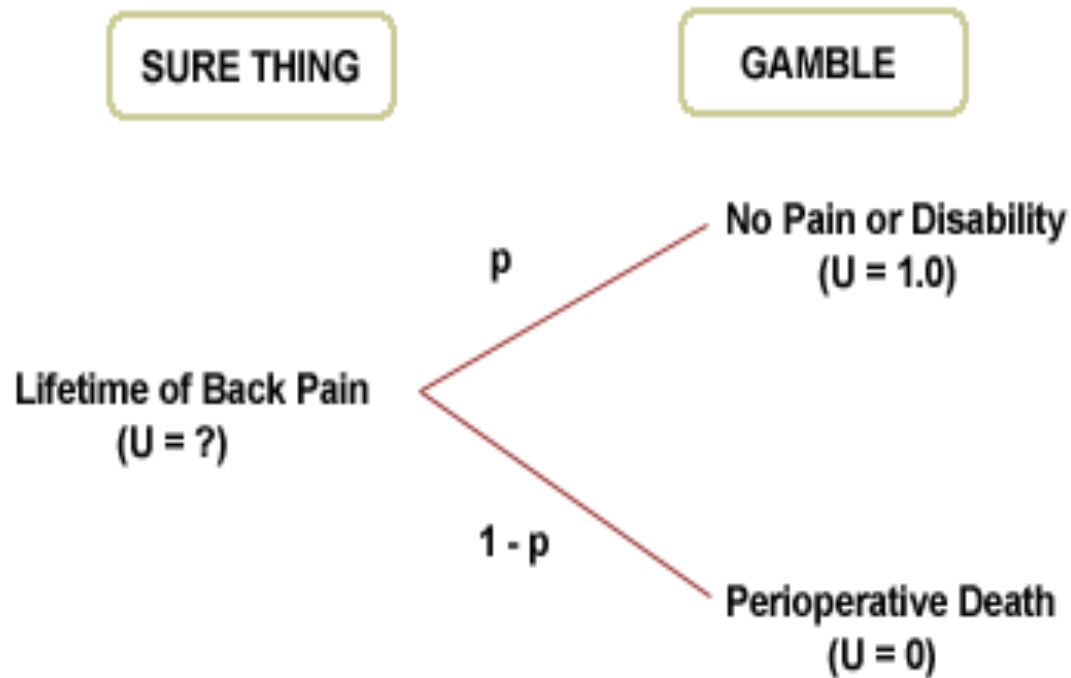 SURE THING
GAMBLE
No Pain or Disability
(U = 1.0)
p
Lifetime of Back Pain
(U = ?)
1 - p
Perioperative Death
(U = 0)